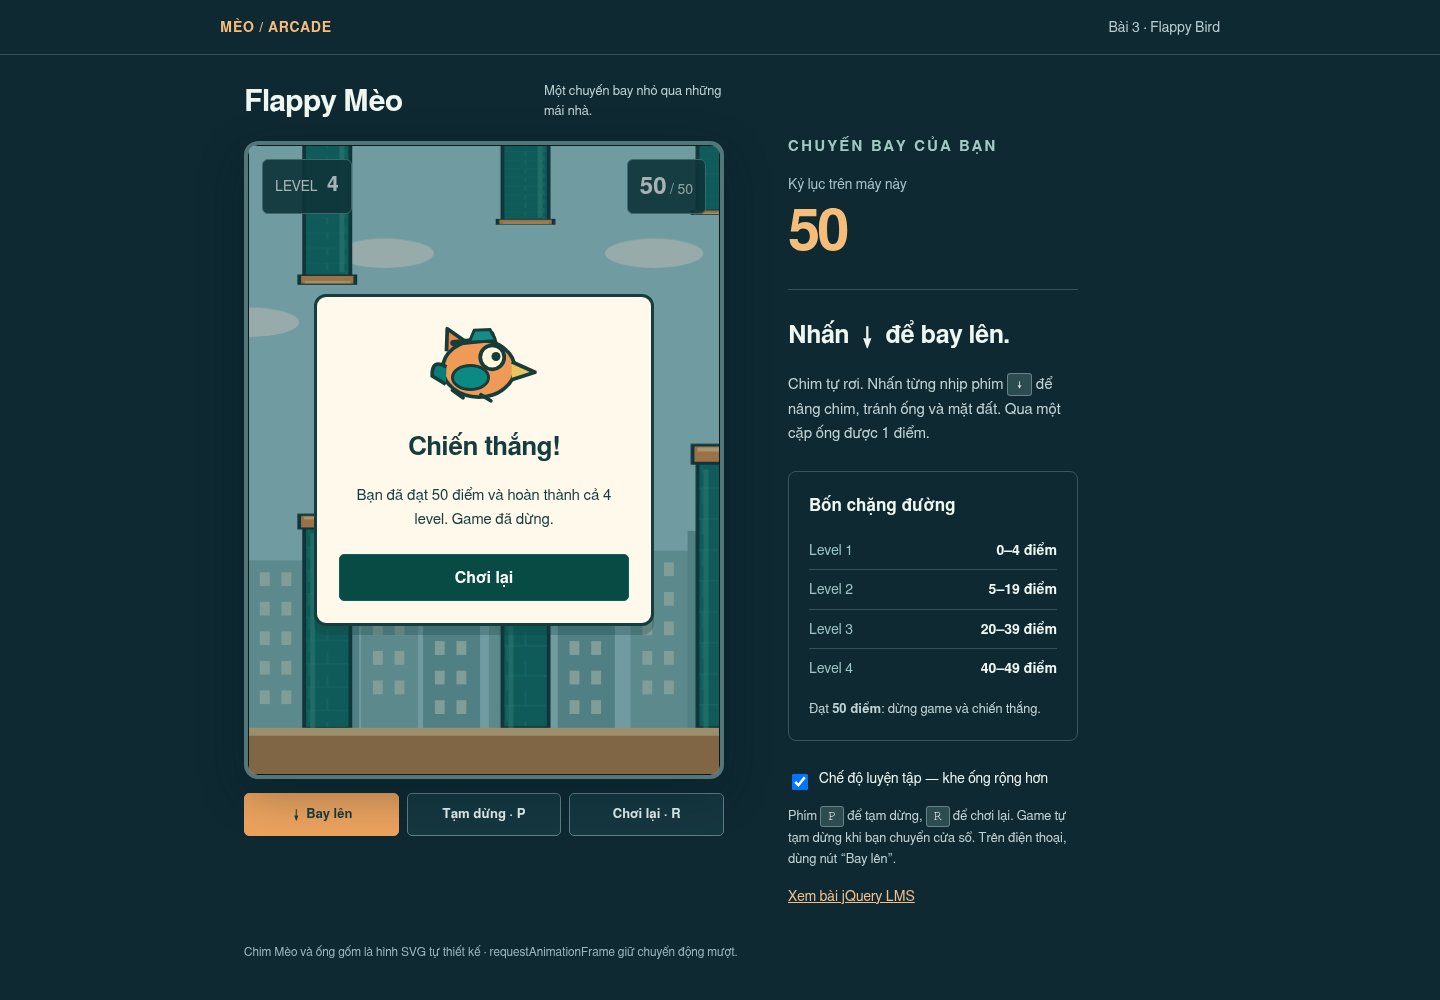 MÈO / ARCADE
Bài 3 · Flappy Bird
Flappy Mèo
Một chuyến bay nhỏ qua những
mái nhà.
LEVEL 4
50 / 50
Chiến thắng!
Bạn đã đạt 50 điểm và hoàn thành cả 4
level. Game đã dừng.
Chơi lại
↓ Bay lên
Tạm dừng · P
Chơi lại · R
CHUYẾN BAY CỦA BẠN
Kỷ lục trên máy này
50
Nhấn ↓ để bay lên.
Chim tự rơi. Nhấn từng nhịp phím ↓ để
nâng chim, tránh ống và mặt đất. Qua một
cặp ống được 1 điểm.
Bốn chặng đường
Level 1 0–4 điểm
Level 2 5–19 điểm
Level 3 20–39 điểm
Level 4 40–49 điểm
Đạt 50 điểm: dừng game và chiến thắng.
Chế độ luyện tập — khe ống rộng hơn
Phím P để tạm dừng, R để chơi lại. Game tự
tạm dừng khi bạn chuyển cửa sổ. Trên điện thoại,
dùng nút “Bay lên”.
Xem bài jQuery LMS
Chim Mèo và ống gốm là hình SVG tự thiết kế · requestAnimationFrame giữ chuyển động mượt.